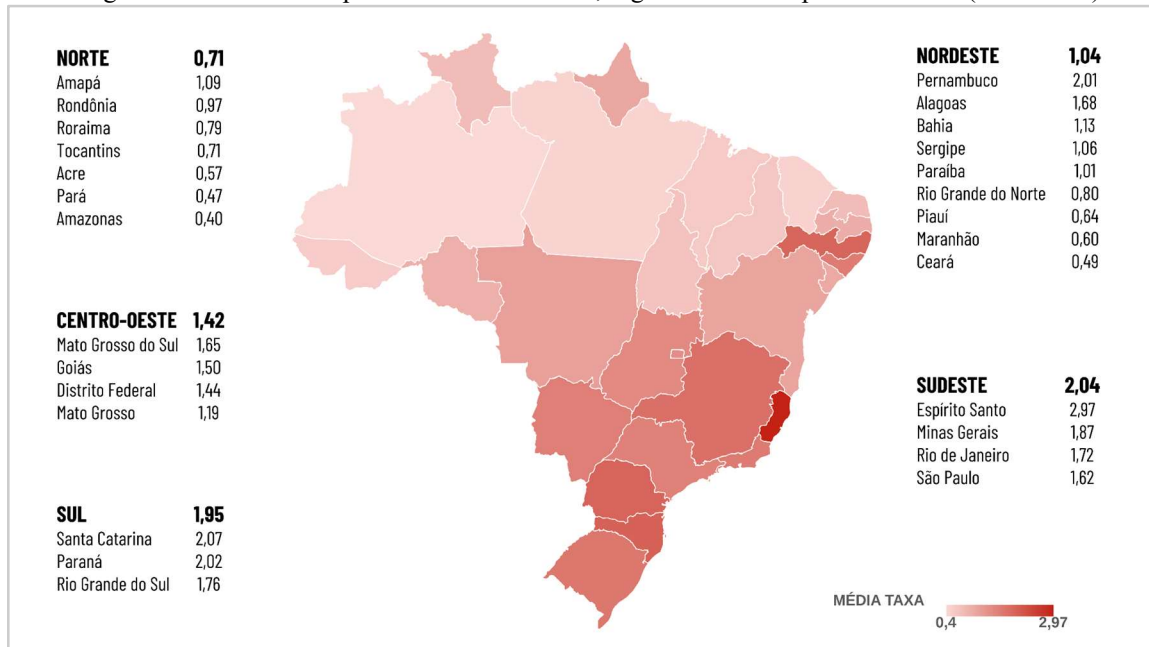 NORTE 0,71
Amapá 1,09
Rondônia 0,97
Roraima 0,79
Tocantins 0,71
Acre 0,57
Pará 0,47
Amazonas 0,40
CENTRO-OESTE 1,42
Mato Grosso do Sul 1,65
Goiás 1,50
Distrito Federal 1,44
Mato Grosso 1,19
SUL 1,95
Santa Catarina 2,07
Paraná 2,02
Rio Grande do Sul 1,76
NORDESTE 1,04
Pernambuco 2,01
Alagoas 1,68
Bahia 1,13
Sergipe 1,06
Paraíba 1,01
Rio Grande do Norte 0,80
Piauí 0,64
Maranhão 0,60
Ceará 0,49
SUDESTE 2,04
Espírito Santo 2,97
Minas Gerais 1,87
Rio de Janeiro 1,72
São Paulo 1,62
MÉDIA TAXA
0,4 2,97